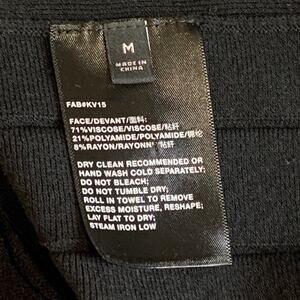 M
MADE IN
CHINA
FAB#KV15
FACE/DEVANT/面料:
71%VISCOSE/VISCOSE/粘纤
21%POLYAMIDE/POLYAMIDE/锦纶
8%RAYON/RAYONN'/粘纤
DRY CLEAN RECOMMENDED OR
HAND WASH COLD SEPARATELY;
DO NOT BLEACH;
DO NOT TUMBLE DRY;
ROLL IN TOWEL TO REMOVE
EXCESS MOISTURE, RESHAPE;
LAY FLAT TO DRY;
STEAM IRON LOW